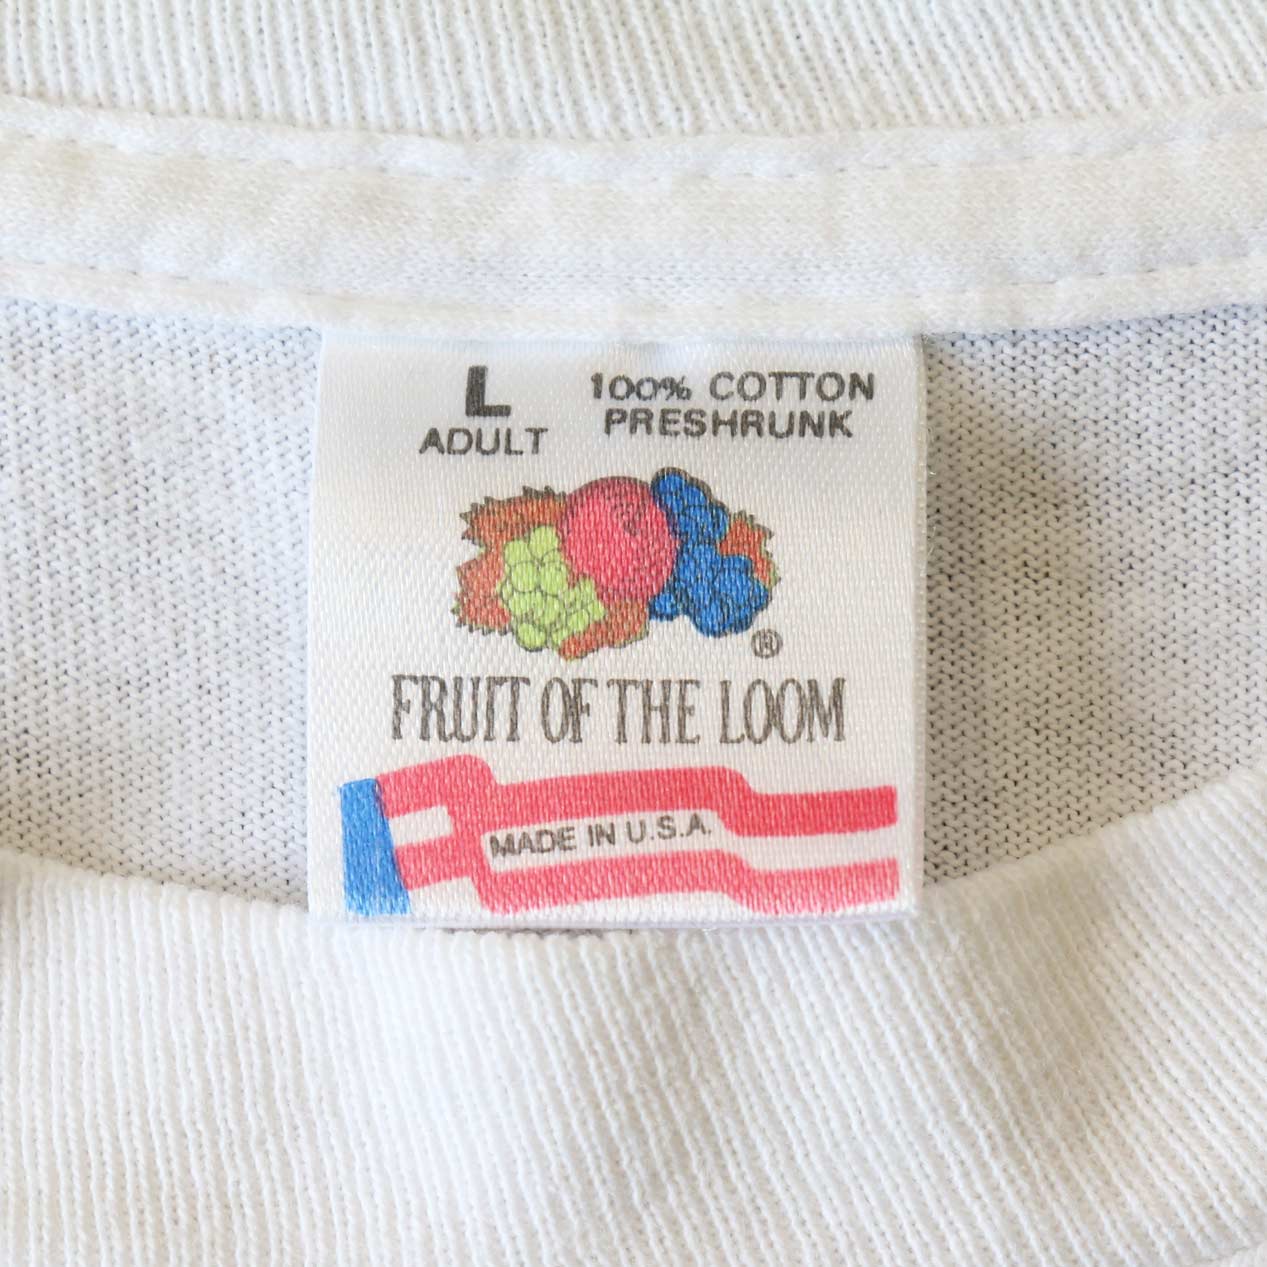 L
ADULT
100% COTTON
PRESHRUNK
®
FRUIT OF THE LOOM
MADE IN U.S.A.